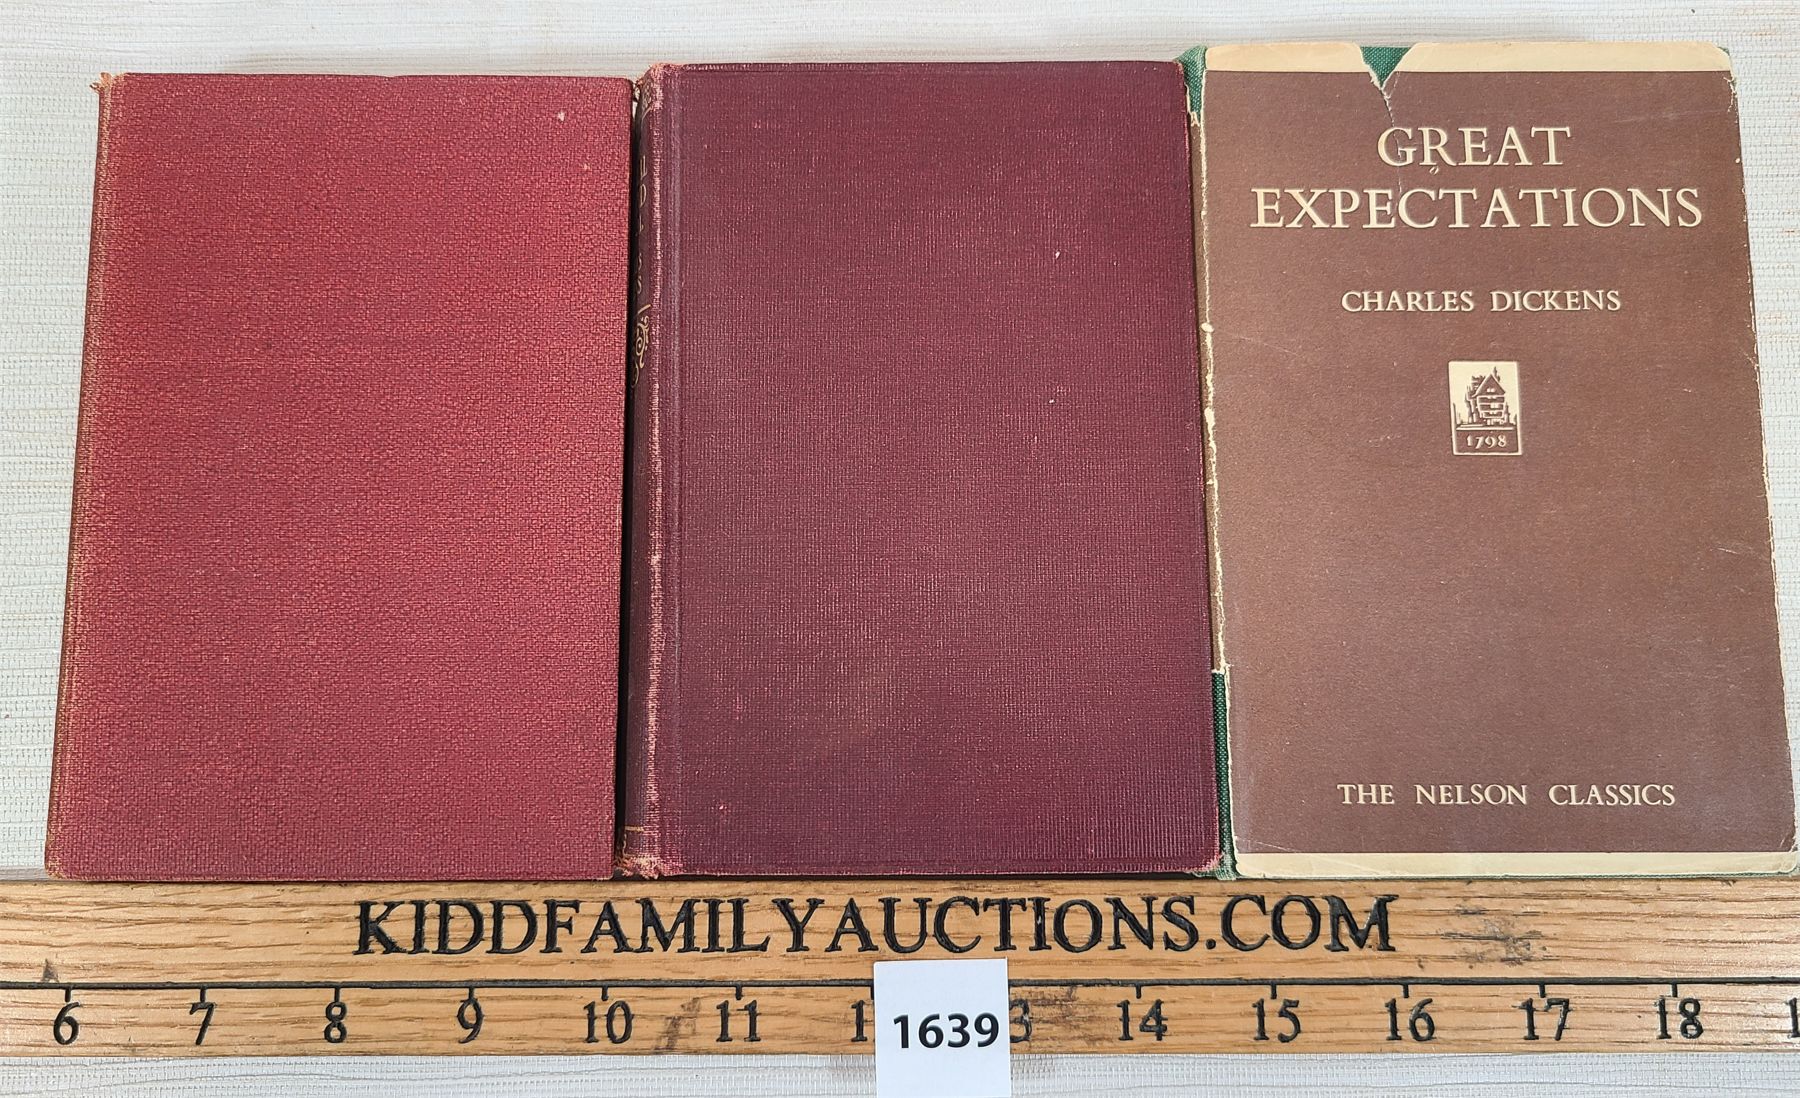 GREAT
EXPECTATIONS
CHARLES DICKENS
1798
THE NELSON CLASSICS
KIDDFAMILYAUCTIONS.COM
6 7 8 9 10 11 1 3 14 15 16 17 18 1
1639